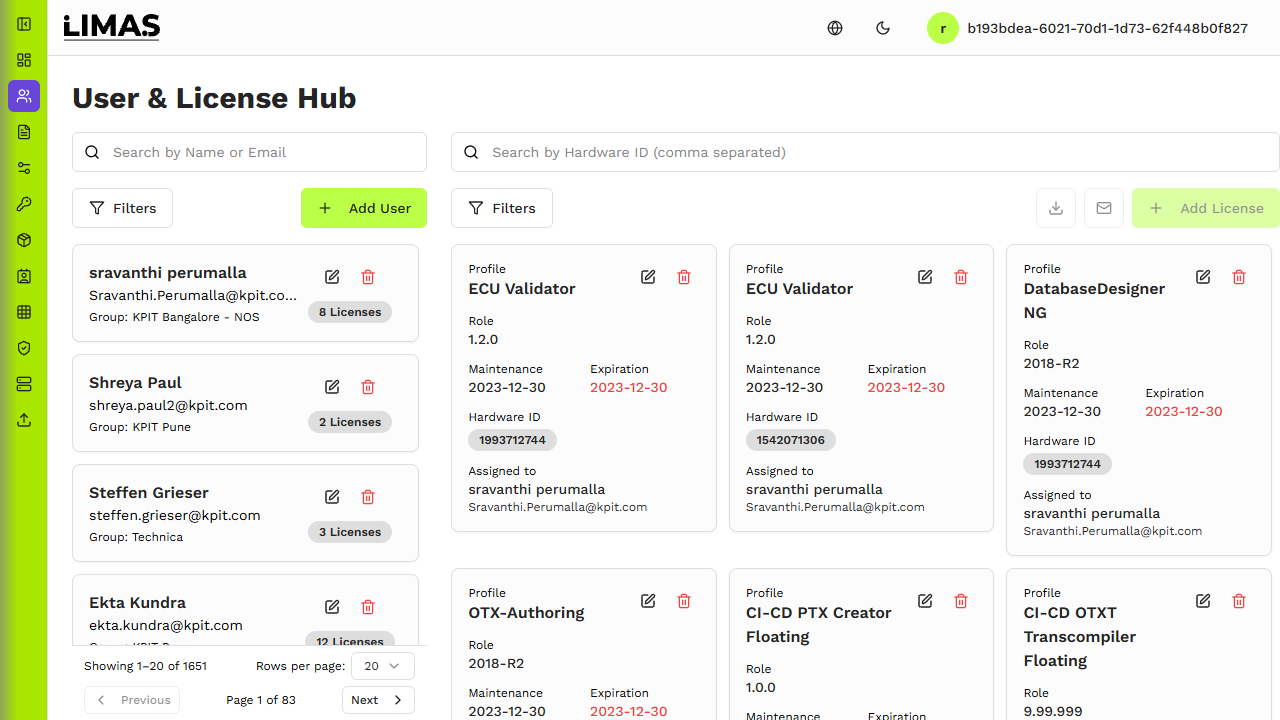 LIMAS
r
b193bdea-6021-70d1-1d73-62f448b0f827
User & License Hub
Search by Name or Email
Filters
Add User
sravanthi perumalla
Sravanthi.Perumalla@kpit.co...
Group: KPIT Bangalore - NOS
8 Licenses
Shreya Paul
shreya.paul2@kpit.com
Group: KPIT Pune
2 Licenses
Steffen Grieser
steffen.grieser@kpit.com
Group: Technica
3 Licenses
Ekta Kundra
ekta.kundra@kpit.com
12 Licenses
Showing 1–20 of 1651
Rows per page:
20
Previous
Page 1 of 83
Next
Search by Hardware ID (comma separated)
Filters
Add License
Profile
ECU Validator
Role
1.2.0
Maintenance
2023-12-30
Expiration
2023-12-30
Hardware ID
1993712744
Assigned to
sravanthi perumalla
Sravanthi.Perumalla@kpit.com
Profile
ECU Validator
Role
1.2.0
Maintenance
2023-12-30
Expiration
2023-12-30
Hardware ID
1542071306
Assigned to
sravanthi perumalla
Sravanthi.Perumalla@kpit.com
Profile
DatabaseDesigner
NG
Role
2018-R2
Maintenance
2023-12-30
Expiration
2023-12-30
Hardware ID
1993712744
Assigned to
sravanthi perumalla
Sravanthi.Perumalla@kpit.com
Profile
OTX-Authoring
Role
2018-R2
Maintenance
2023-12-30
Expiration
2023-12-30
Profile
CI-CD PTX Creator
Floating
Role
1.0.0
Maintenance
Expiration
Profile
CI-CD OTXT
Transcompiler
Floating
Role
9.99.999